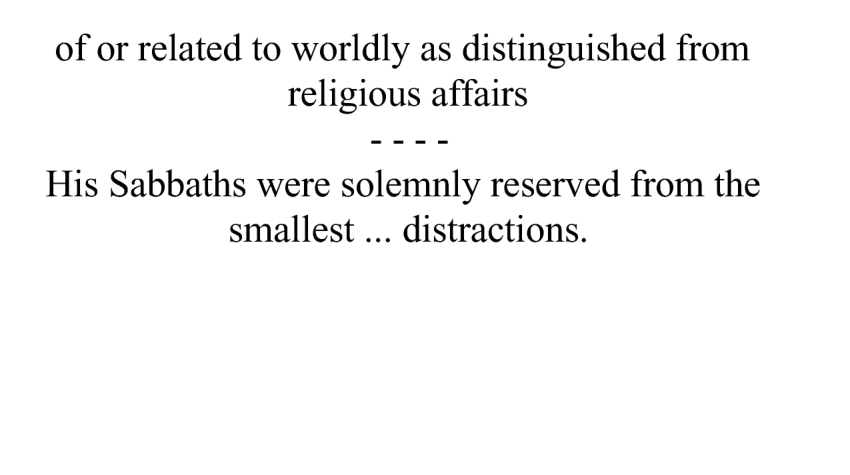 of or related to worldly as distinguished from
religious affairs
- - - -
His Sabbaths were solemnly reserved from the
smallest ... distractions.